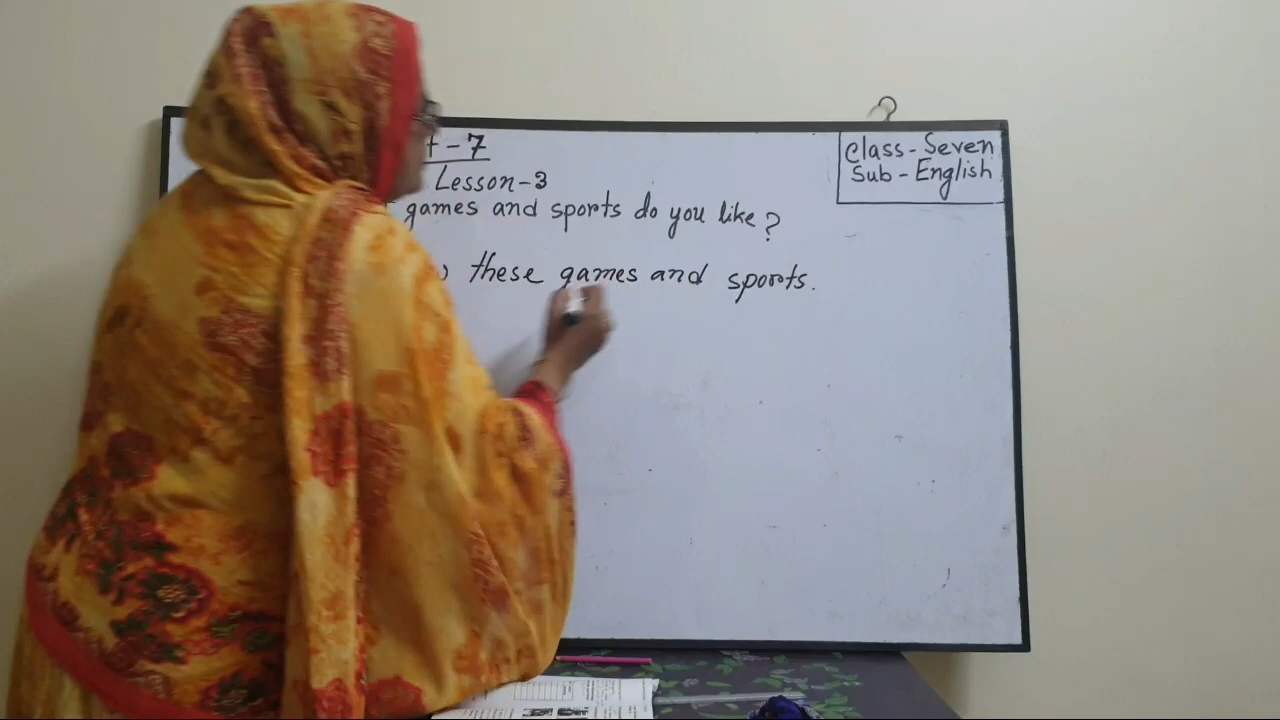 - 7
Lesson-3
games and sports do you like?
these games and sports.
Class - Seven
Sub - English